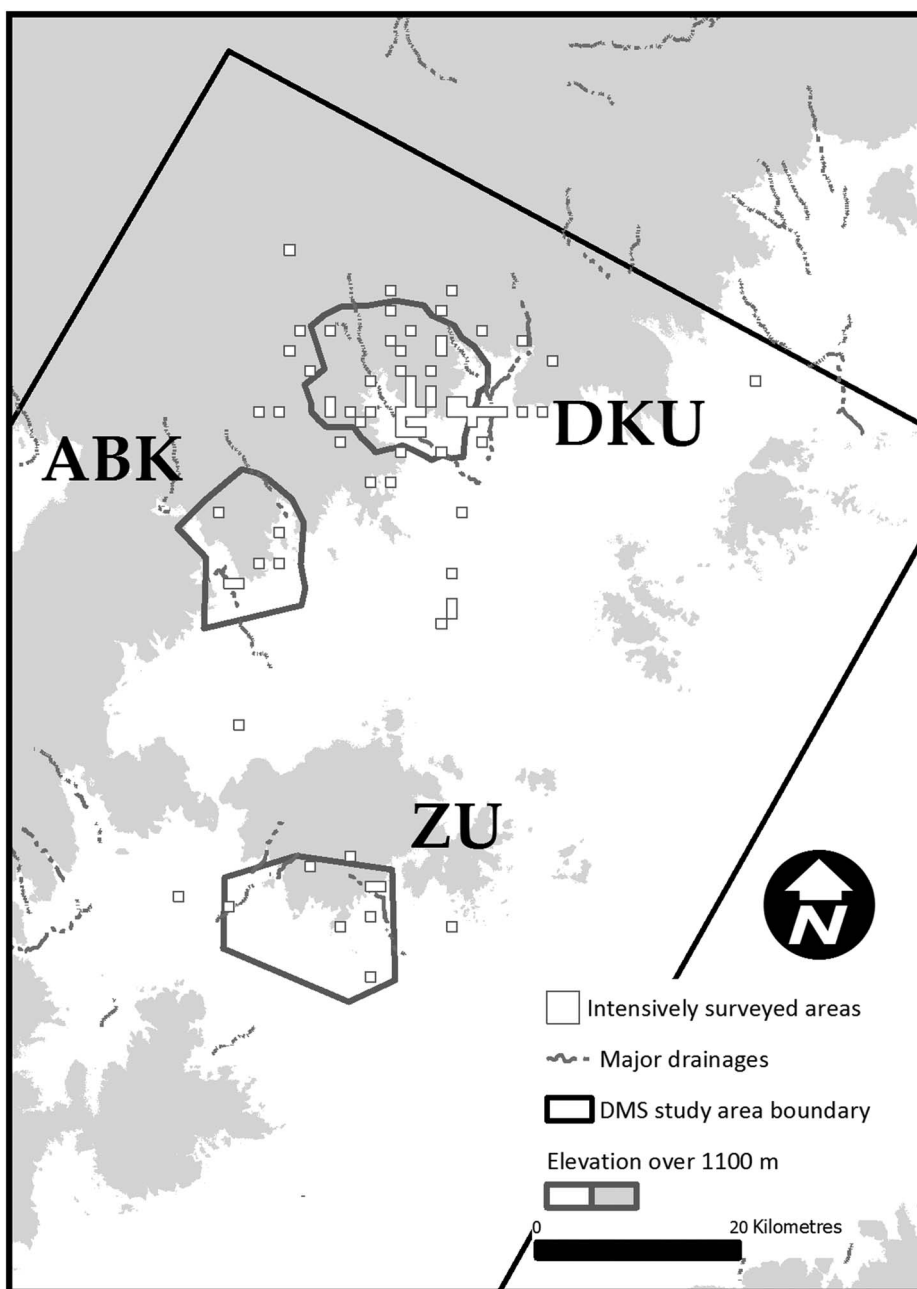 DKU
ABK
ZU
N
Intensively surveyed areas
Major drainages
DMS study area boundary
Elevation over 1100 m
0 20 Kilometres